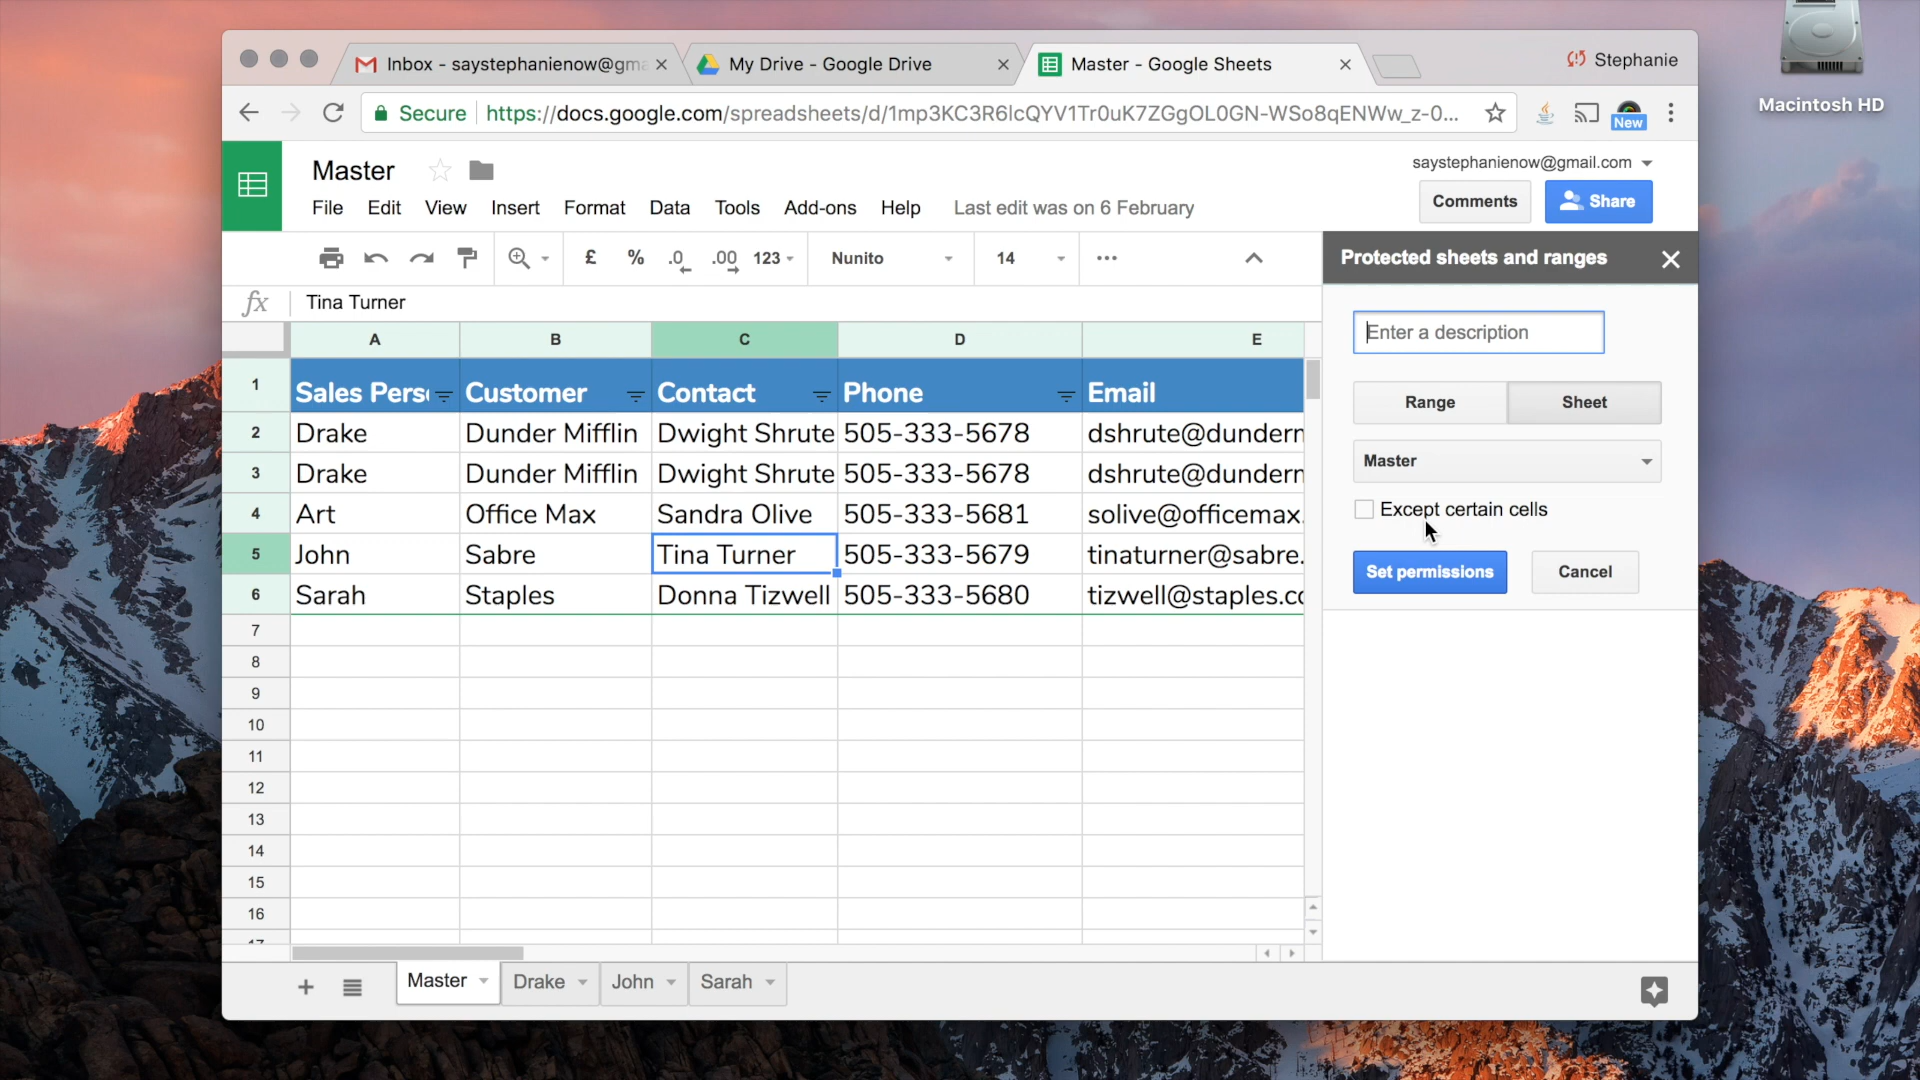 Inbox - saystephanienow@gma
My Drive - Google Drive
Master - Google Sheets
Stephanie
Macintosh HD
Secure https://docs.google.com/spreadsheets/d/1mp3KC3R6lcQYV1Tr0uK7ZGgOL0GN-WSo8qENWw_z-0...
New
Master
saystephanienow@gmail.com
File Edit View Insert Format Data Tools Add-ons Help Last edit was on 6 February
Comments Share
£ % .0 .00 123 Nunito 14
Protected sheets and ranges
fx Tina Turner
Enter a description
A B C D E
1 Sales Pers Customer Contact Phone Email
Range Sheet
2 Drake Dunder Mifflin Dwight Shrute 505-333-5678 dshrute@dunderm
Master
3 Drake Dunder Mifflin Dwight Shrute 505-333-5678 dshrute@dunderm
Except certain cells
4 Art Office Max Sandra Olive 505-333-5681 solive@officemax.
5 John Sabre Tina Turner 505-333-5679 tinaturner@sabre.
Set permissions Cancel
6 Sarah Staples Donna Tizwell 505-333-5680 tizwell@staples.co
7
8
9
10
11
12
13
14
15
16
17
Master Drake John Sarah